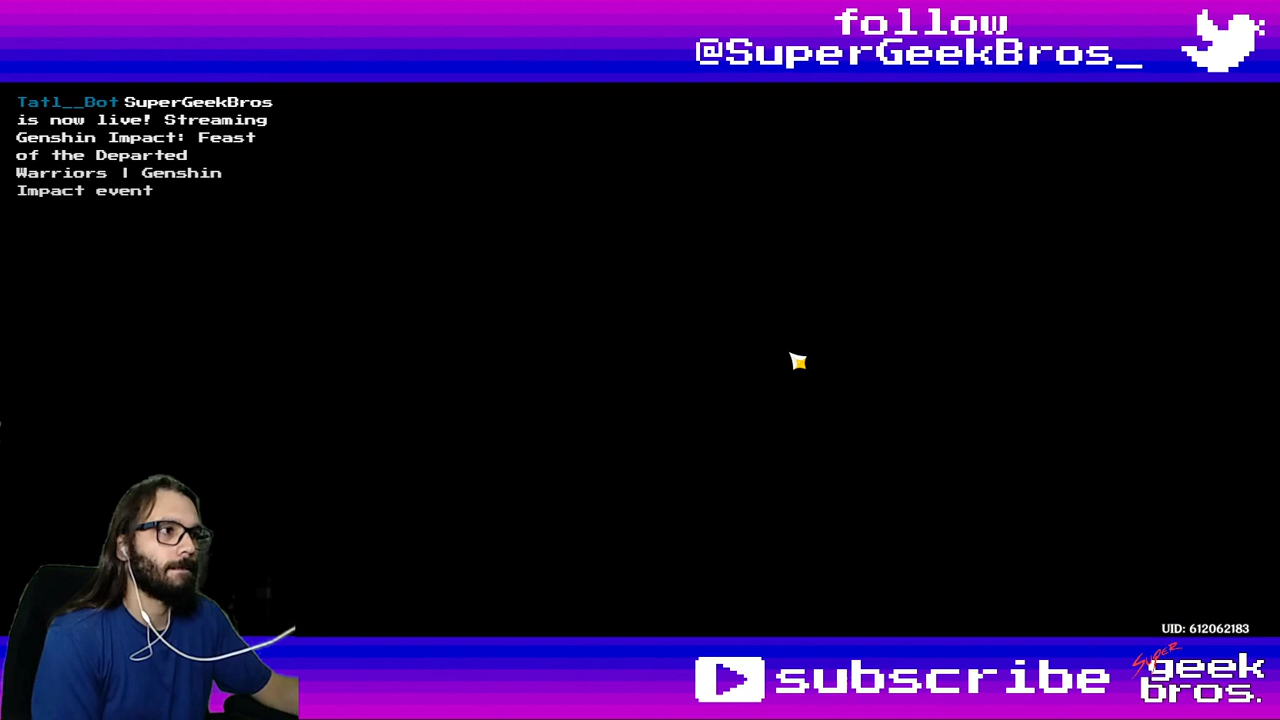 follow
@SuperGeekBros_
Tatl__Bot SuperGeekBros
is now live! Streaming
Genshin Impact: Feast
of the Departed
Warriors | Genshin
Impact event
UID: 612062183
subscribe
SUPER
geek
bros.